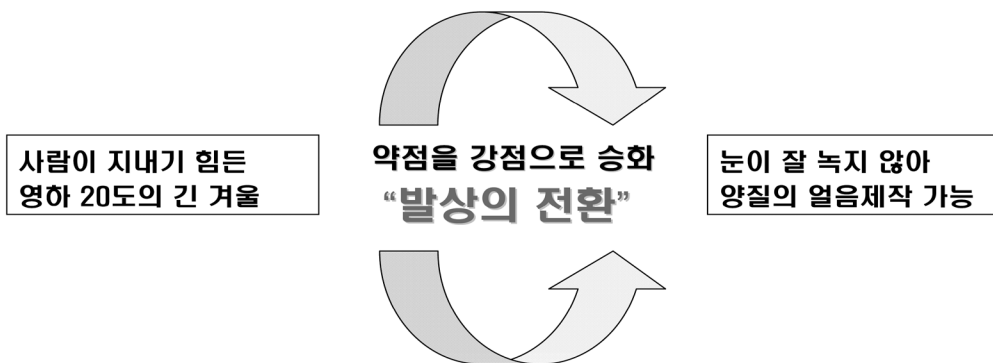 사람이 지내기 힘든
영하 20도의 긴 겨울
약점을 강점으로 승화
“발상의 전환”
눈이 잘 녹지 않아
양질의 얼음제작 가능